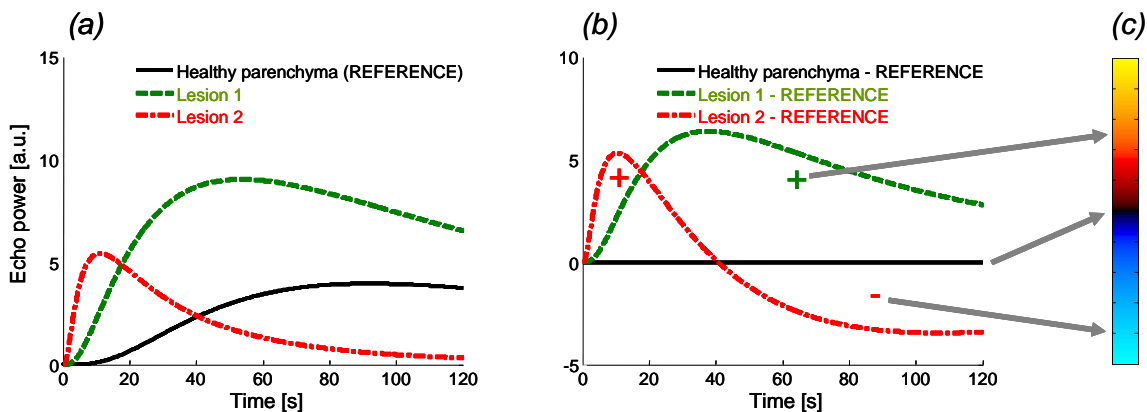 (a)
15
10
5
0
Echo power [a.u.]
Healthy parenchyma (REFERENCE)
Lesion 1
Lesion 2
0 20 40 60 80 100 120
Time [s]
(b)
10
5
0
-5
Healthy parenchyma - REFERENCE
Lesion 1 - REFERENCE
Lesion 2 - REFERENCE
+
+
-
0 20 40 60 80 100 120
Time [s]
(c)